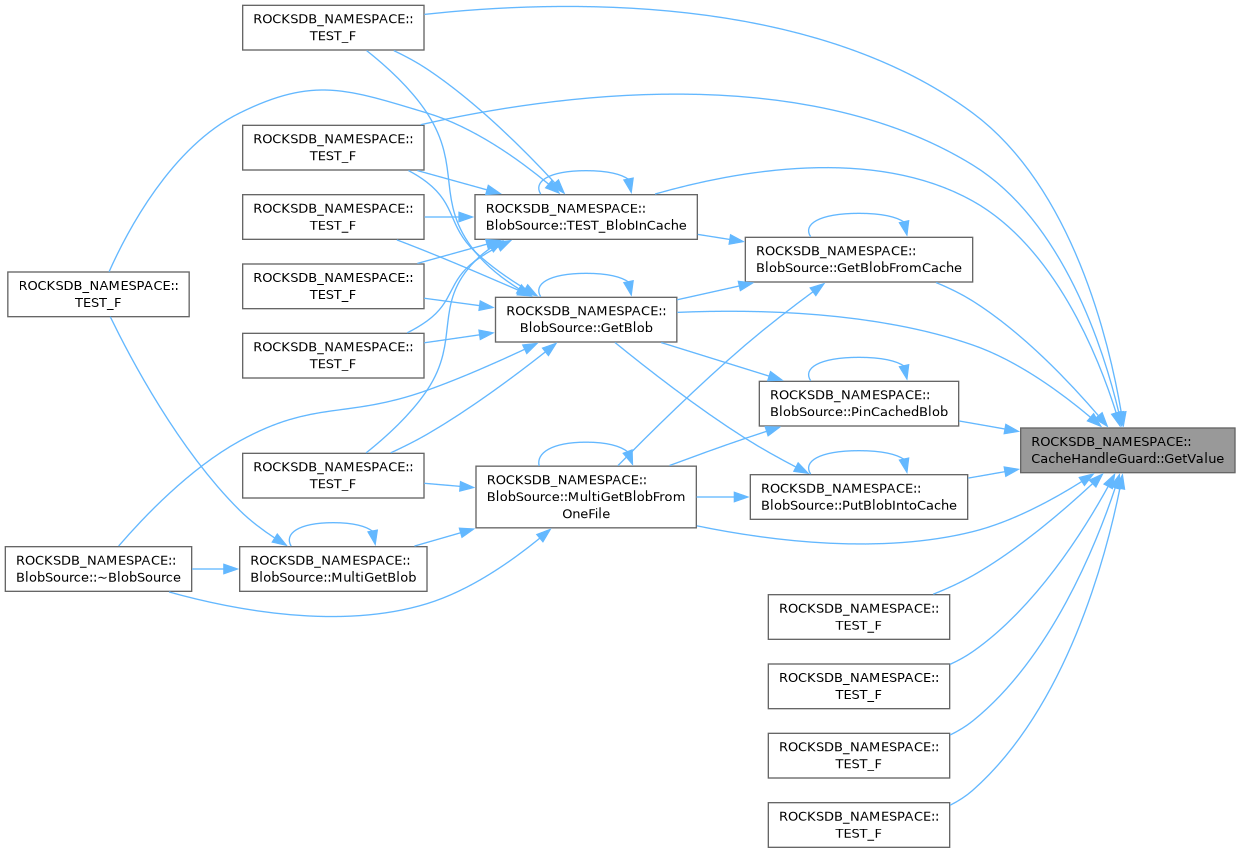 ROCKSDB_NAMESPACE::
TEST_F
ROCKSDB_NAMESPACE::
TEST_F
ROCKSDB_NAMESPACE::
TEST_F
ROCKSDB_NAMESPACE::
BlobSource::TEST_BlobInCache
ROCKSDB_NAMESPACE::
BlobSource::GetBlobFromCache
ROCKSDB_NAMESPACE::
TEST_F
ROCKSDB_NAMESPACE::
TEST_F
ROCKSDB_NAMESPACE::
BlobSource::GetBlob
ROCKSDB_NAMESPACE::
TEST_F
ROCKSDB_NAMESPACE::
BlobSource::PinCachedBlob
ROCKSDB_NAMESPACE::
CacheHandleGuard::GetValue
ROCKSDB_NAMESPACE::
TEST_F
ROCKSDB_NAMESPACE::
BlobSource::MultiGetBlobFrom
OneFile
ROCKSDB_NAMESPACE::
BlobSource::PutBlobIntoCache
ROCKSDB_NAMESPACE::
BlobSource::~BlobSource
ROCKSDB_NAMESPACE::
BlobSource::MultiGetBlob
ROCKSDB_NAMESPACE::
TEST_F
ROCKSDB_NAMESPACE::
TEST_F
ROCKSDB_NAMESPACE::
TEST_F
ROCKSDB_NAMESPACE::
TEST_F